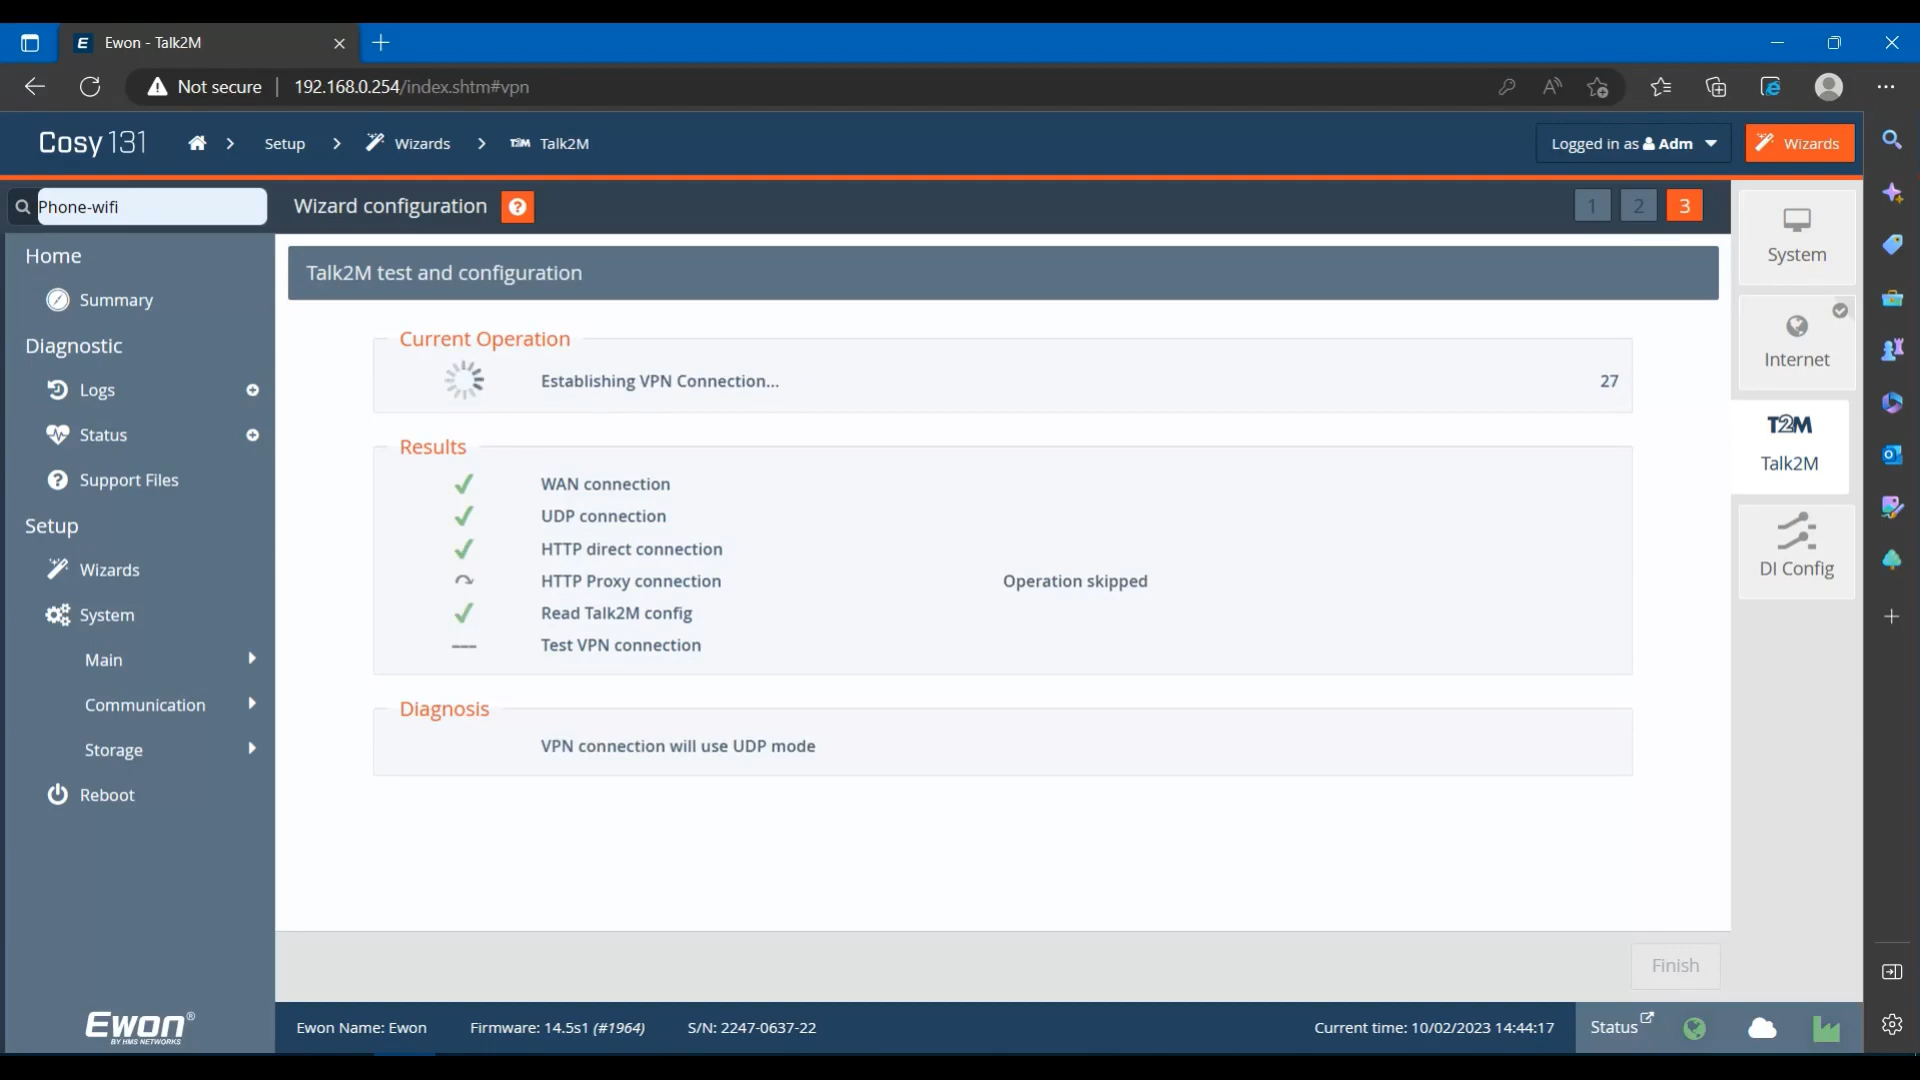 Ewon - Talk2M
Not secure
192.168.0.254/index.shtm#vpn
Cosy 131
Setup
Wizards
T2M Talk2M
Logged in as Adm
Wizards
Phone-wifi
Wizard configuration
1
2
3
Home
Summary
Diagnostic
Logs
Status
Support Files
Setup
Wizards
System
Main
Communication
Storage
Reboot
Ewon®
BY HMS NETWORKS
Talk2M test and configuration
Current Operation
Establishing VPN Connection...
27
Results
WAN connection
UDP connection
HTTP direct connection
HTTP Proxy connection
Operation skipped
Read Talk2M config
Test VPN connection
Diagnosis
VPN connection will use UDP mode
Finish
System
Internet
T2M
Talk2M
DI Config
Ewon Name: Ewon
Firmware: 14.5s1 (#1964)
S/N: 2247-0637-22
Current time: 10/02/2023 14:44:17
Status